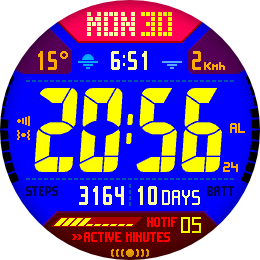 MON 30
15° 6:51 2 Kmh
20:56 AL 24
STEPS 3164 10 DAYS BATT
NOTIF 05
»ACTIVE MINUTES